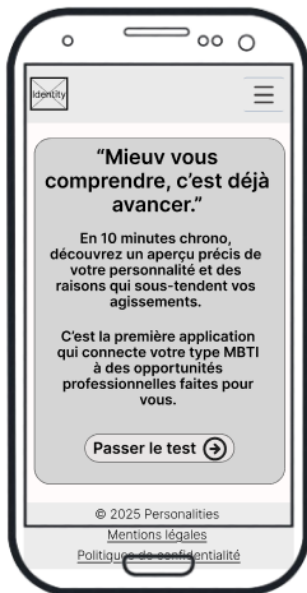 Identity
“Mieuv vous
comprendre, c’est déjà
avancer.”
En 10 minutes chrono,
découvrez un aperçu précis de
votre personnalité et des
raisons qui sous-tendent vos
agissements.
C’est la première application
qui connecte votre type MBTI
à des opportunités
professionnelles faites pour
vous.
Passer le test
© 2025 Personalities
Mentions légales
Politiques de confidentialité